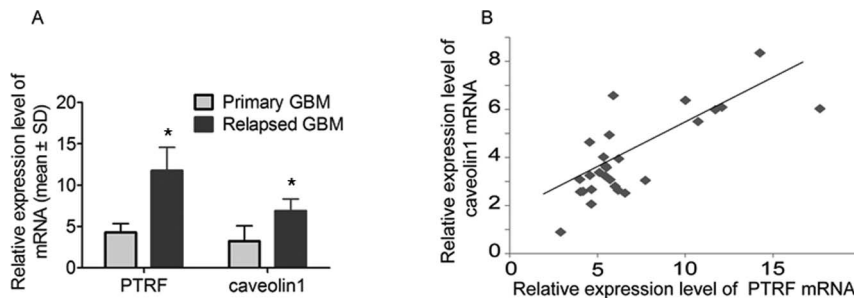 A
Relative expression level of
mRNA (mean ± SD)
20
15
10
5
0
Primary GBM
Relapsed GBM
*
*
PTRF
caveolin1
B
Relative expression level of
caveolin1 mRNA
8
6
4
2
0
0
5
10
15
Relative expression level of PTRF mRNA